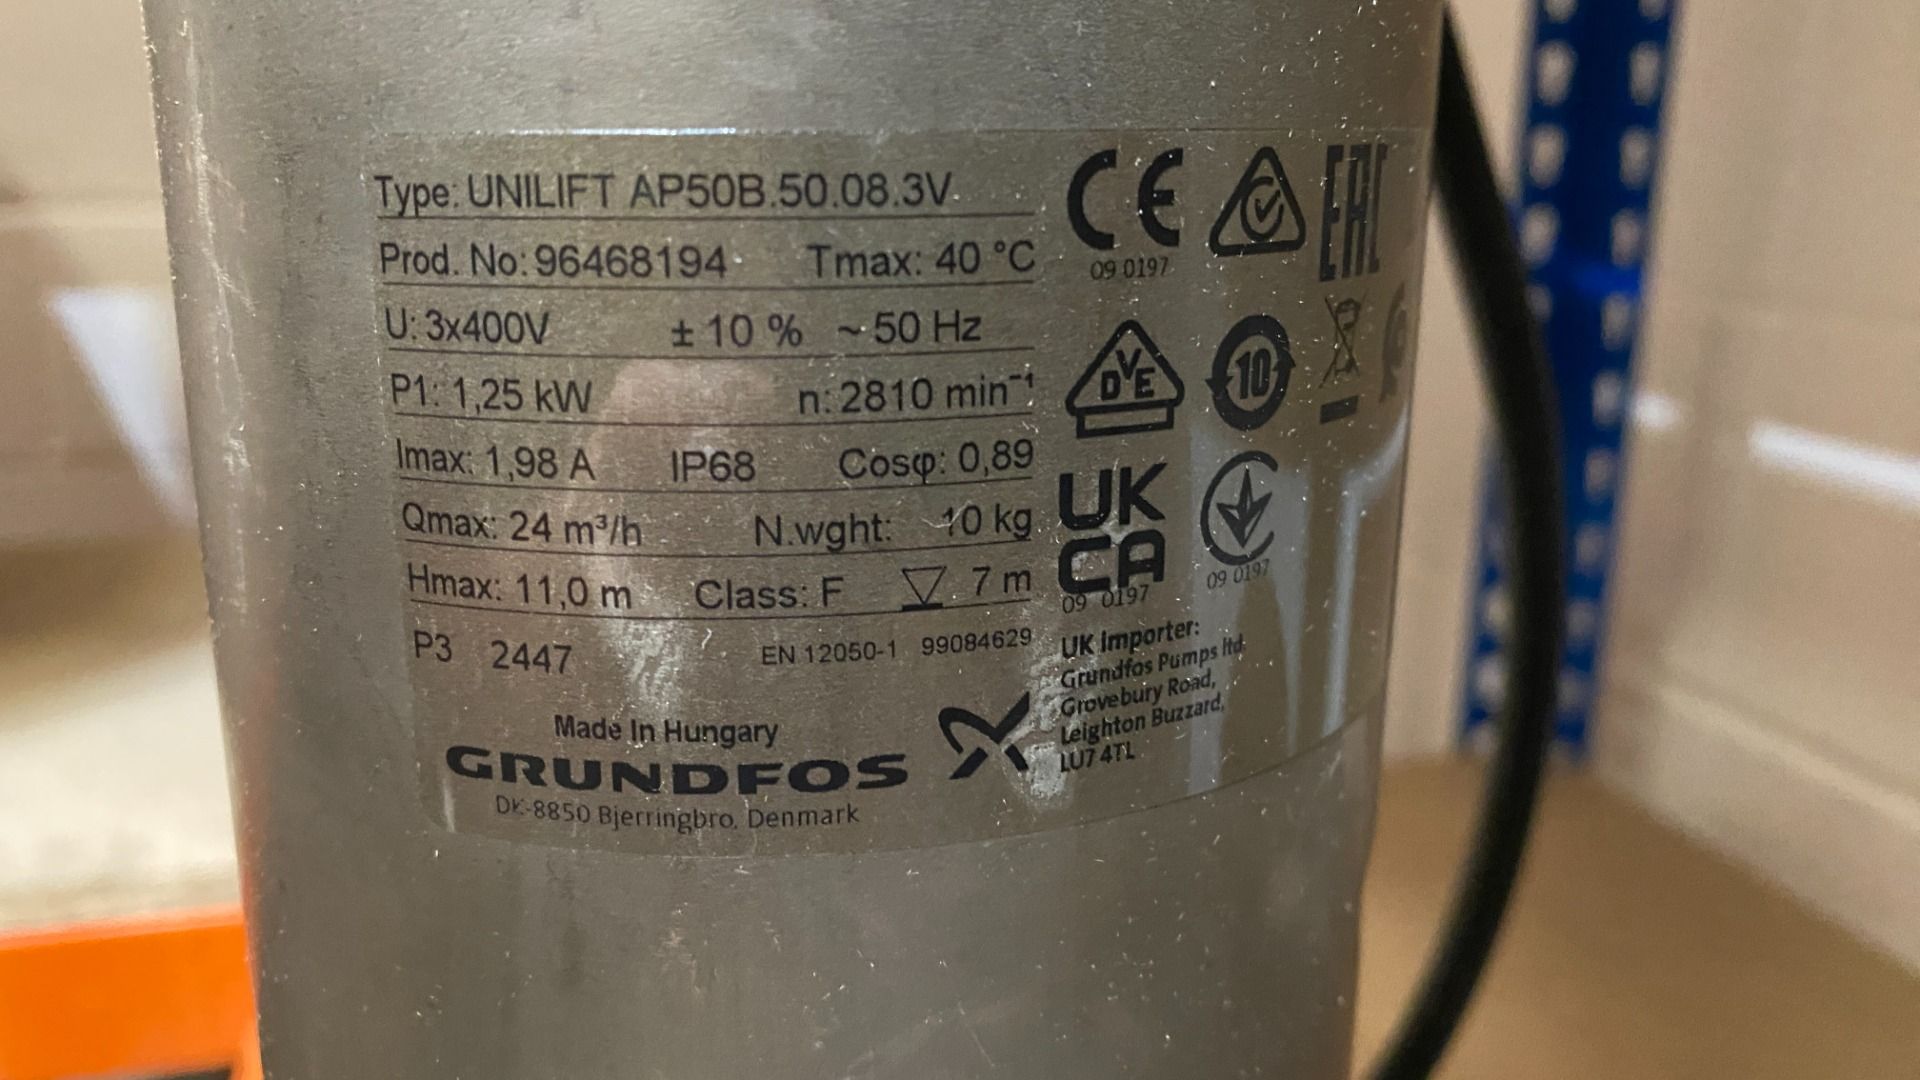 Type: UNILIFT AP50B.50.08.3V
Prod. No: 96468194 Tmax: 40 °C
U: 3x400V ± 10 % ~ 50 Hz
P1: 1,25 kW n: 2810 min⁻¹
Imax: 1,98 A IP68 Cosφ: 0,89
Qmax: 24 m³/h N.wght: 10 kg
Hmax: 11,0 m Class: F 7 m
P3 2447 EN 12050-1 99084629
Made In Hungary
GRUNDFOS
DK-8850 Bjerringbro, Denmark
CE
09 0197
EAC
DVE
10
UK
CA
09 0197
09 0197
UK Importer:
Grundfos Pumps ltd.
Grovebury Road,
Leighton Buzzard,
LU7 4TL